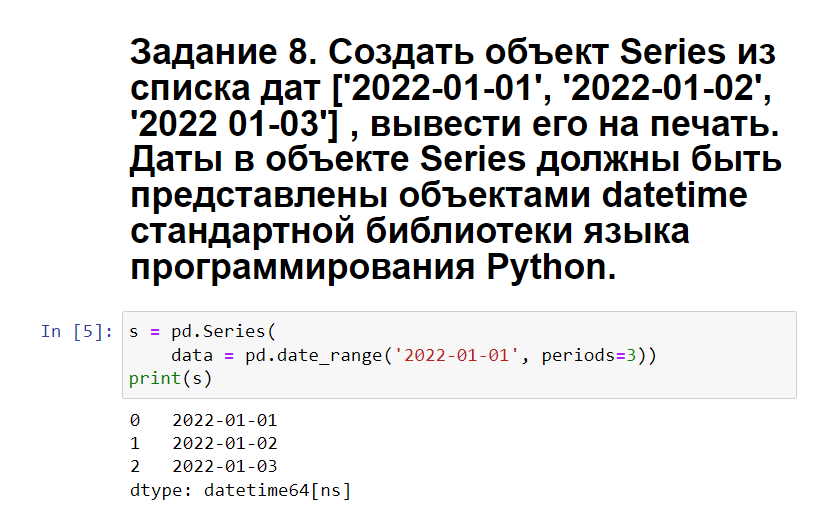 Задание 8. Создать объект Series из
списка дат ['2022-01-01', '2022-01-02',
'2022 01-03'] , вывести его на печать.
Даты в объекте Series должны быть
представлены объектами datetime
стандартной библиотеки языка
программирования Python.
In [5]: s = pd.Series(
    data = pd.date_range('2022-01-01', periods=3))
print(s)
0   2022-01-01
1   2022-01-02
2   2022-01-03
dtype: datetime64[ns]